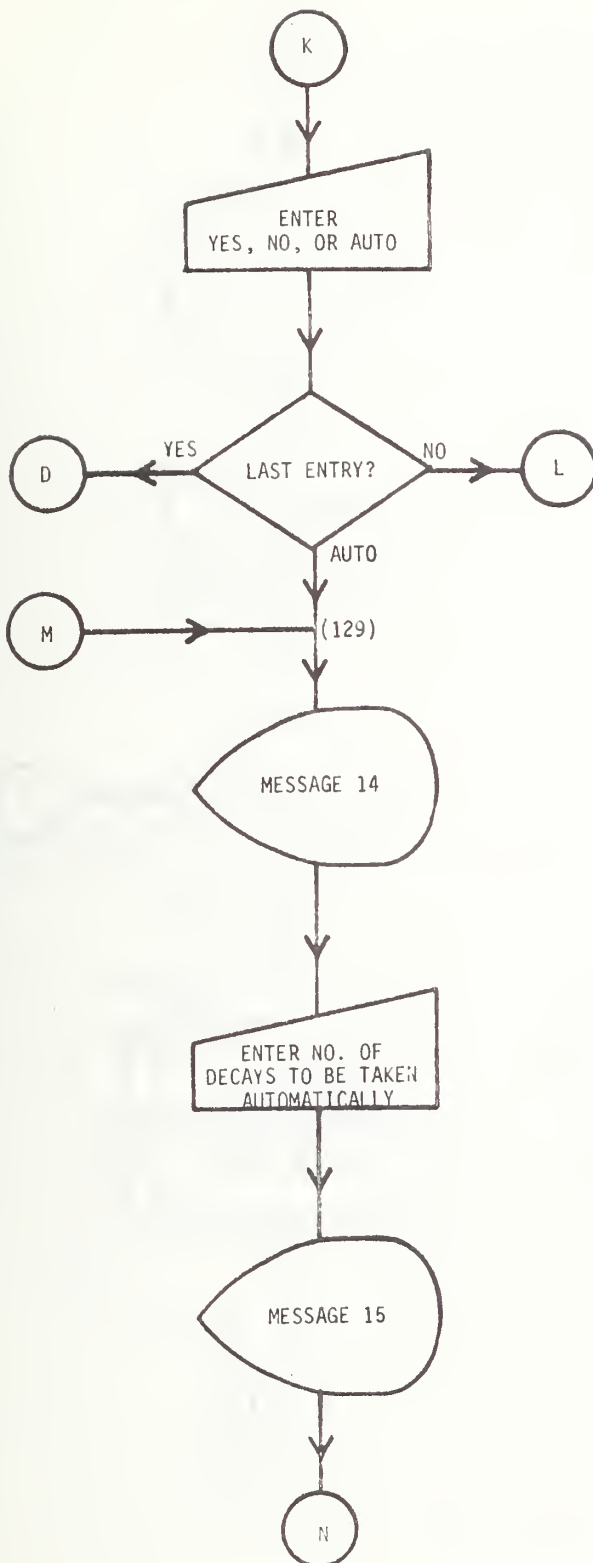 K
ENTER
YES, NO, OR AUTO
YES
NO
D
LAST ENTRY?
L
AUTO
M
(129)
MESSAGE 14
ENTER NO. OF
DECAYS TO BE TAKEN
AUTOMATICALLY
MESSAGE 15
N